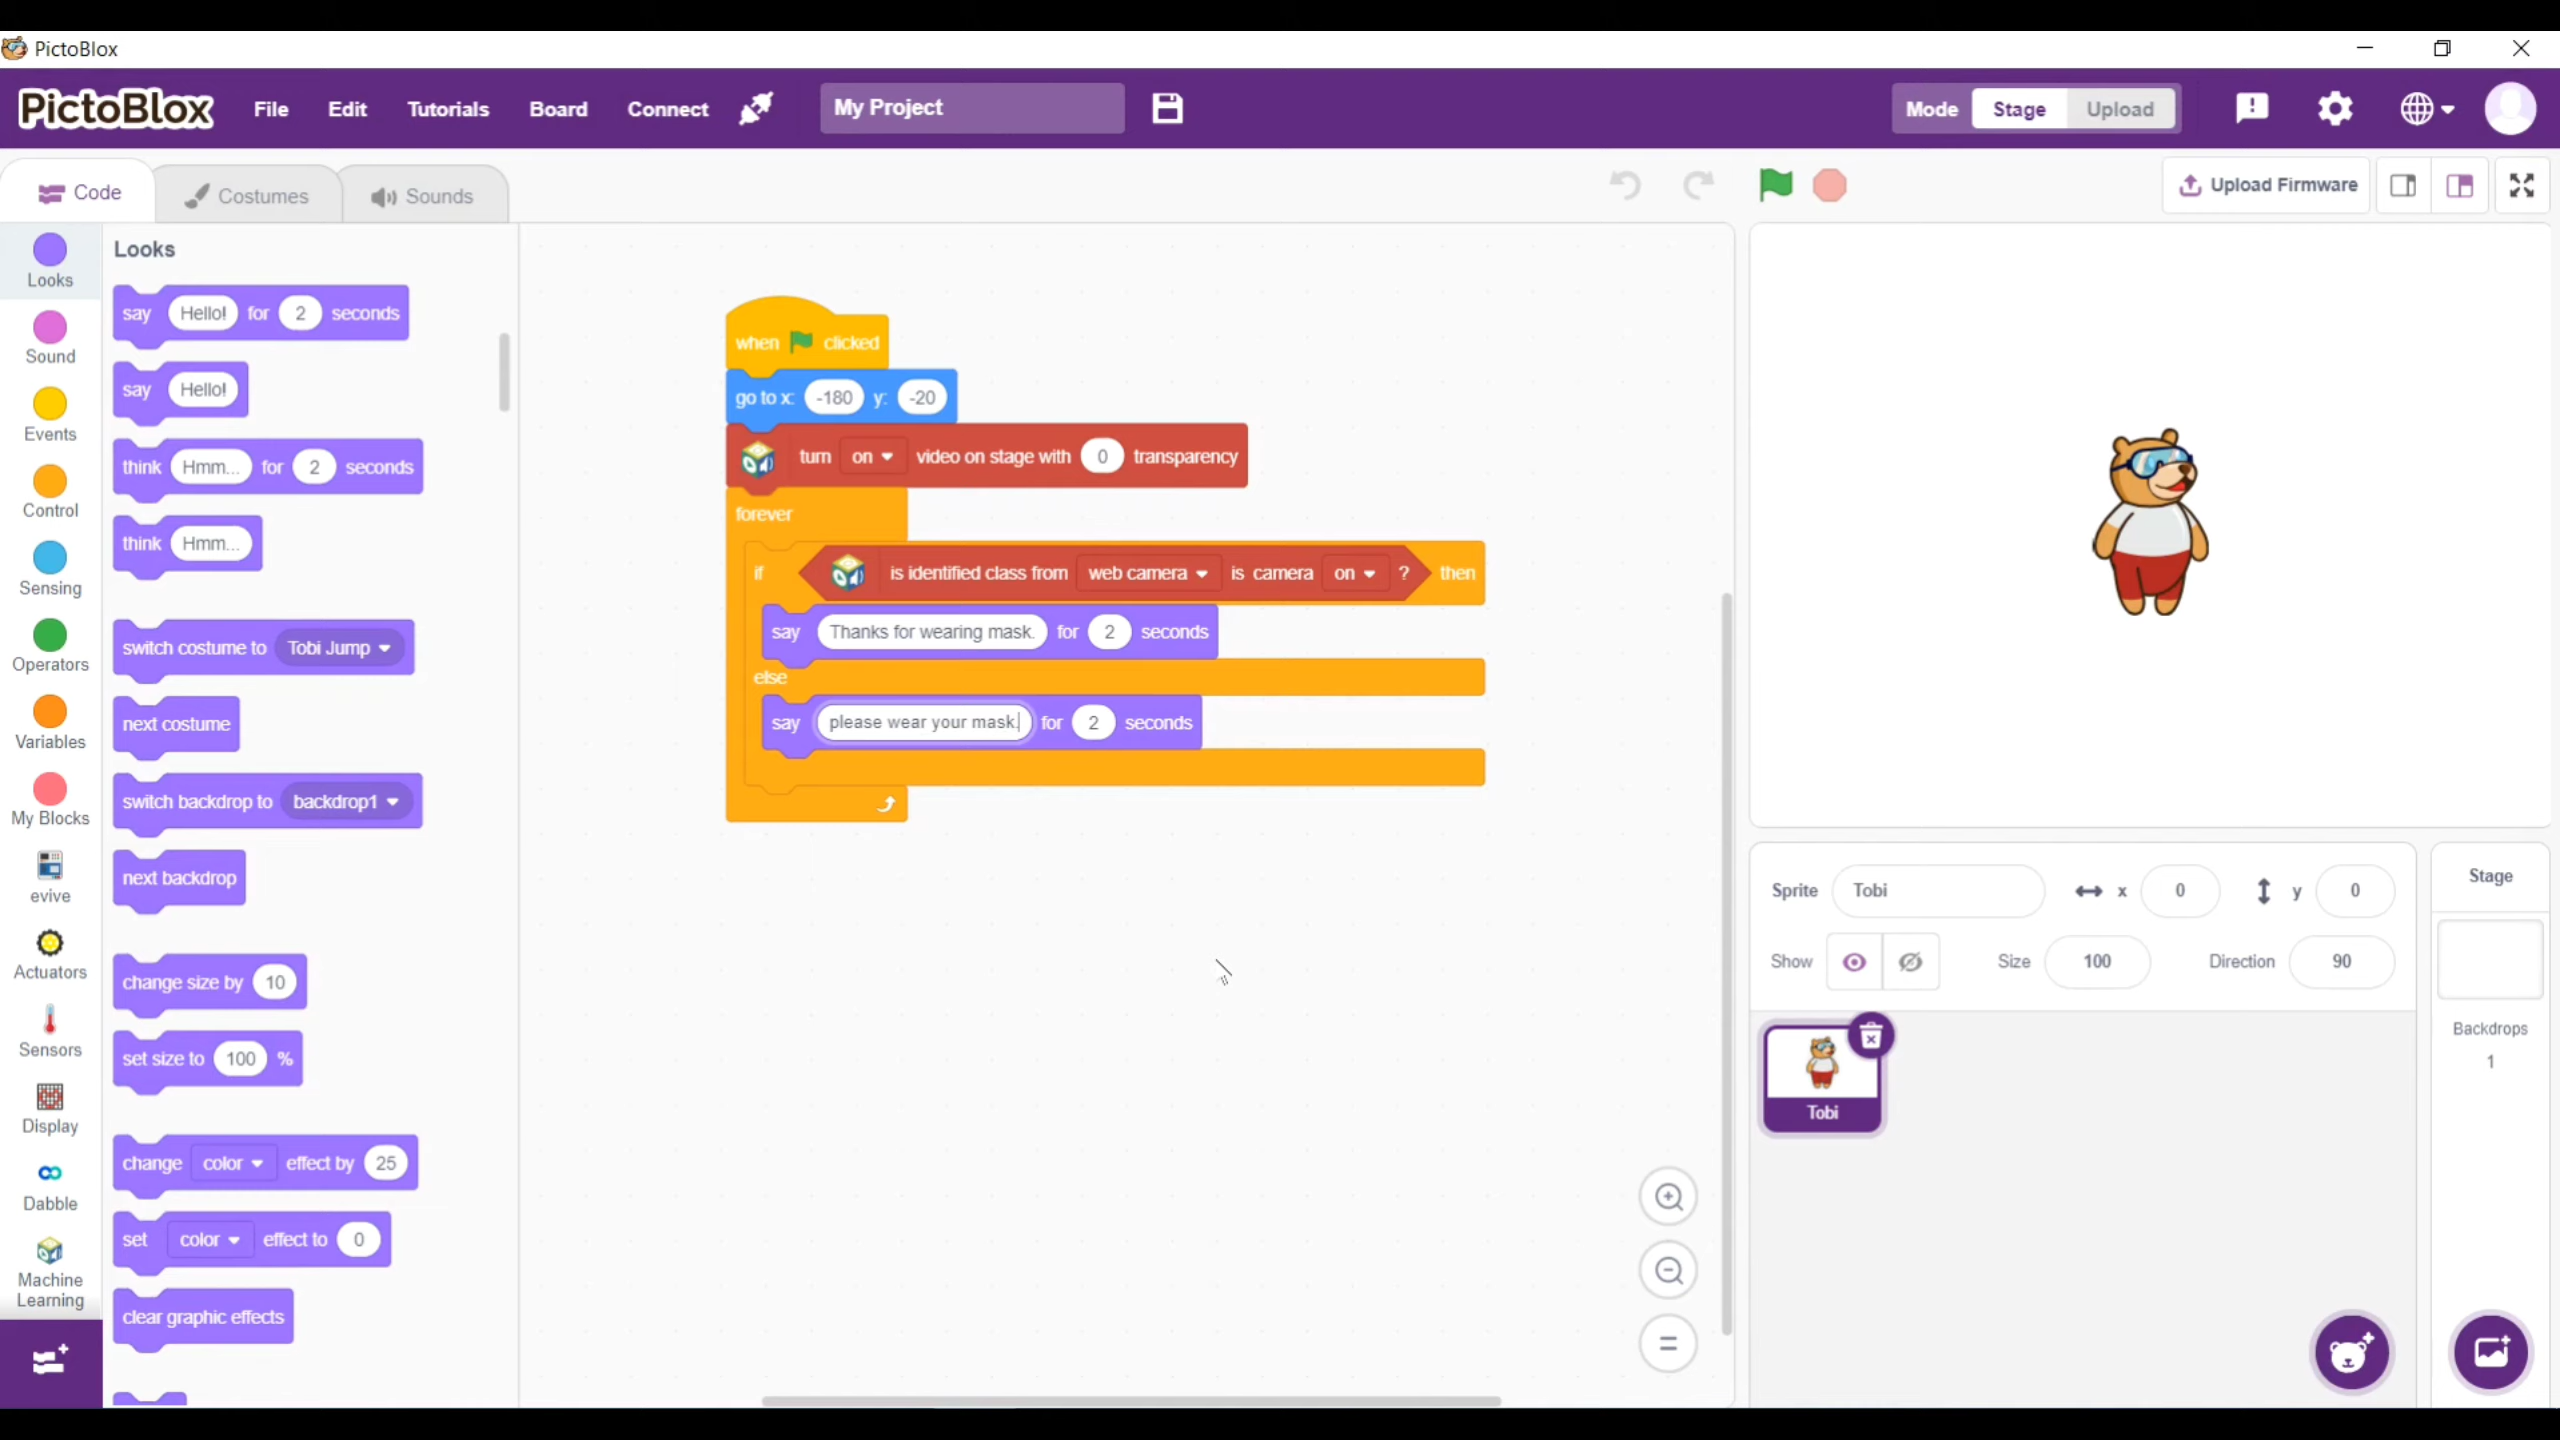 PictoBlox
PictoBlox File Edit Tutorials Board Connect My Project Mode Stage Upload
Code Costumes Sounds Upload Firmware
Looks
Sound
Events
Control
Sensing
Operators
Variables
My Blocks
evive
Actuators
Sensors
Display
Dabble
Machine
Learning
Looks
say Hello! for 2 seconds
say Hello!
think Hmm... for 2 seconds
think Hmm...
switch costume to Tobi Jump
next costume
switch backdrop to backdrop1
next backdrop
change size by 10
set size to 100 %
change color effect by 25
set color effect to 0
clear graphic effects
when clicked
go to x: -180 y: -20
turn on video on stage with 0 transparency
forever
if is identified class from web camera is camera on ? then
say Thanks for wearing mask. for 2 seconds
else
say please wear your mask. for 2 seconds
Sprite Tobi x 0 y 0
Show Size 100 Direction 90
Tobi
Stage
Backdrops
1